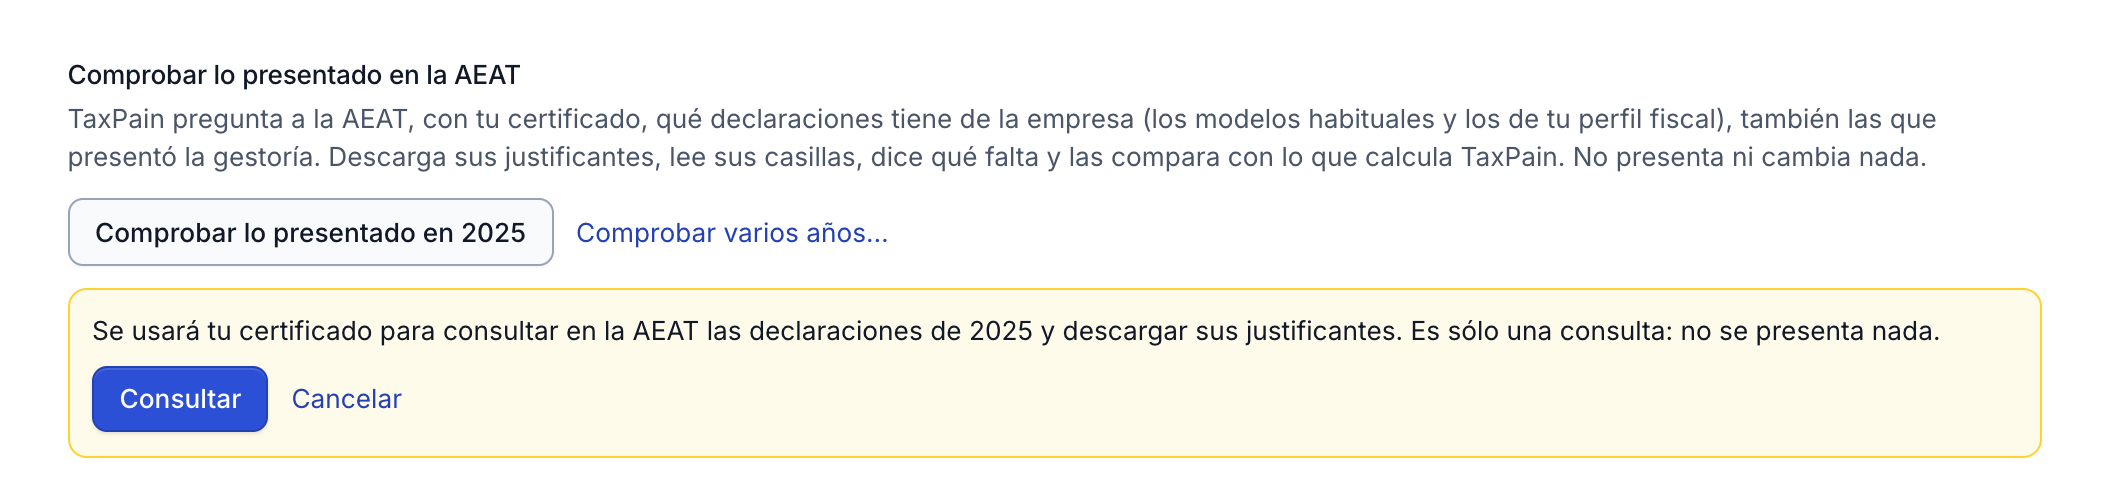 Comprobar lo presentado en la AEAT
TaxPain pregunta a la AEAT, con tu certificado, qué declaraciones tiene de la empresa (los modelos habituales y los de tu perfil fiscal), también las que
presentó la gestoría. Descarga sus justificantes, lee sus casillas, dice qué falta y las compara con lo que calcula TaxPain. No presenta ni cambia nada.
Comprobar lo presentado en 2025 Comprobar varios años...
Se usará tu certificado para consultar en la AEAT las declaraciones de 2025 y descargar sus justificantes. Es sólo una consulta: no se presenta nada.
Consultar Cancelar